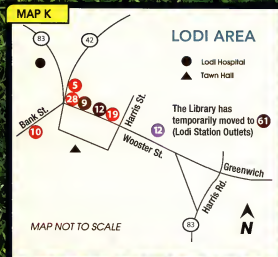 MAP K
LODI AREA
83
42
Lodi Hospital
Town Hall
5
28
9
12
19
Harris St.
The Library has
temporarily moved to 61
(Lodi Station Outlets)
Bank St.
10
12
Wooster St.
Greenwich
Harris Rd.
83
MAP NOT TO SCALE
N